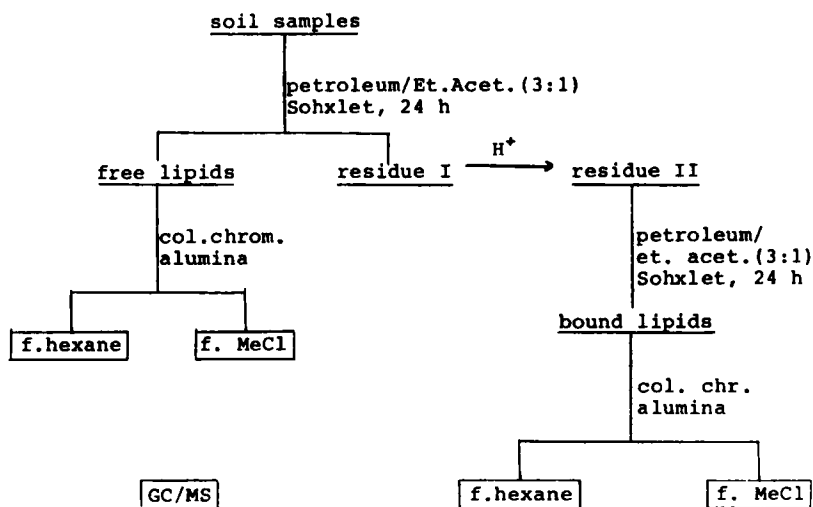 soil samples
petroleum/Et.Acet.(3:1)
Sohxlet, 24 h
free lipids
residue I
H+
residue II
col.chrom.
alumina
petroleum/
et. acet.(3:1)
Sohxlet, 24 h
f.hexane
f. MeCl
bound lipids
col. chr.
alumina
GC/MS
f.hexane
f. MeCl